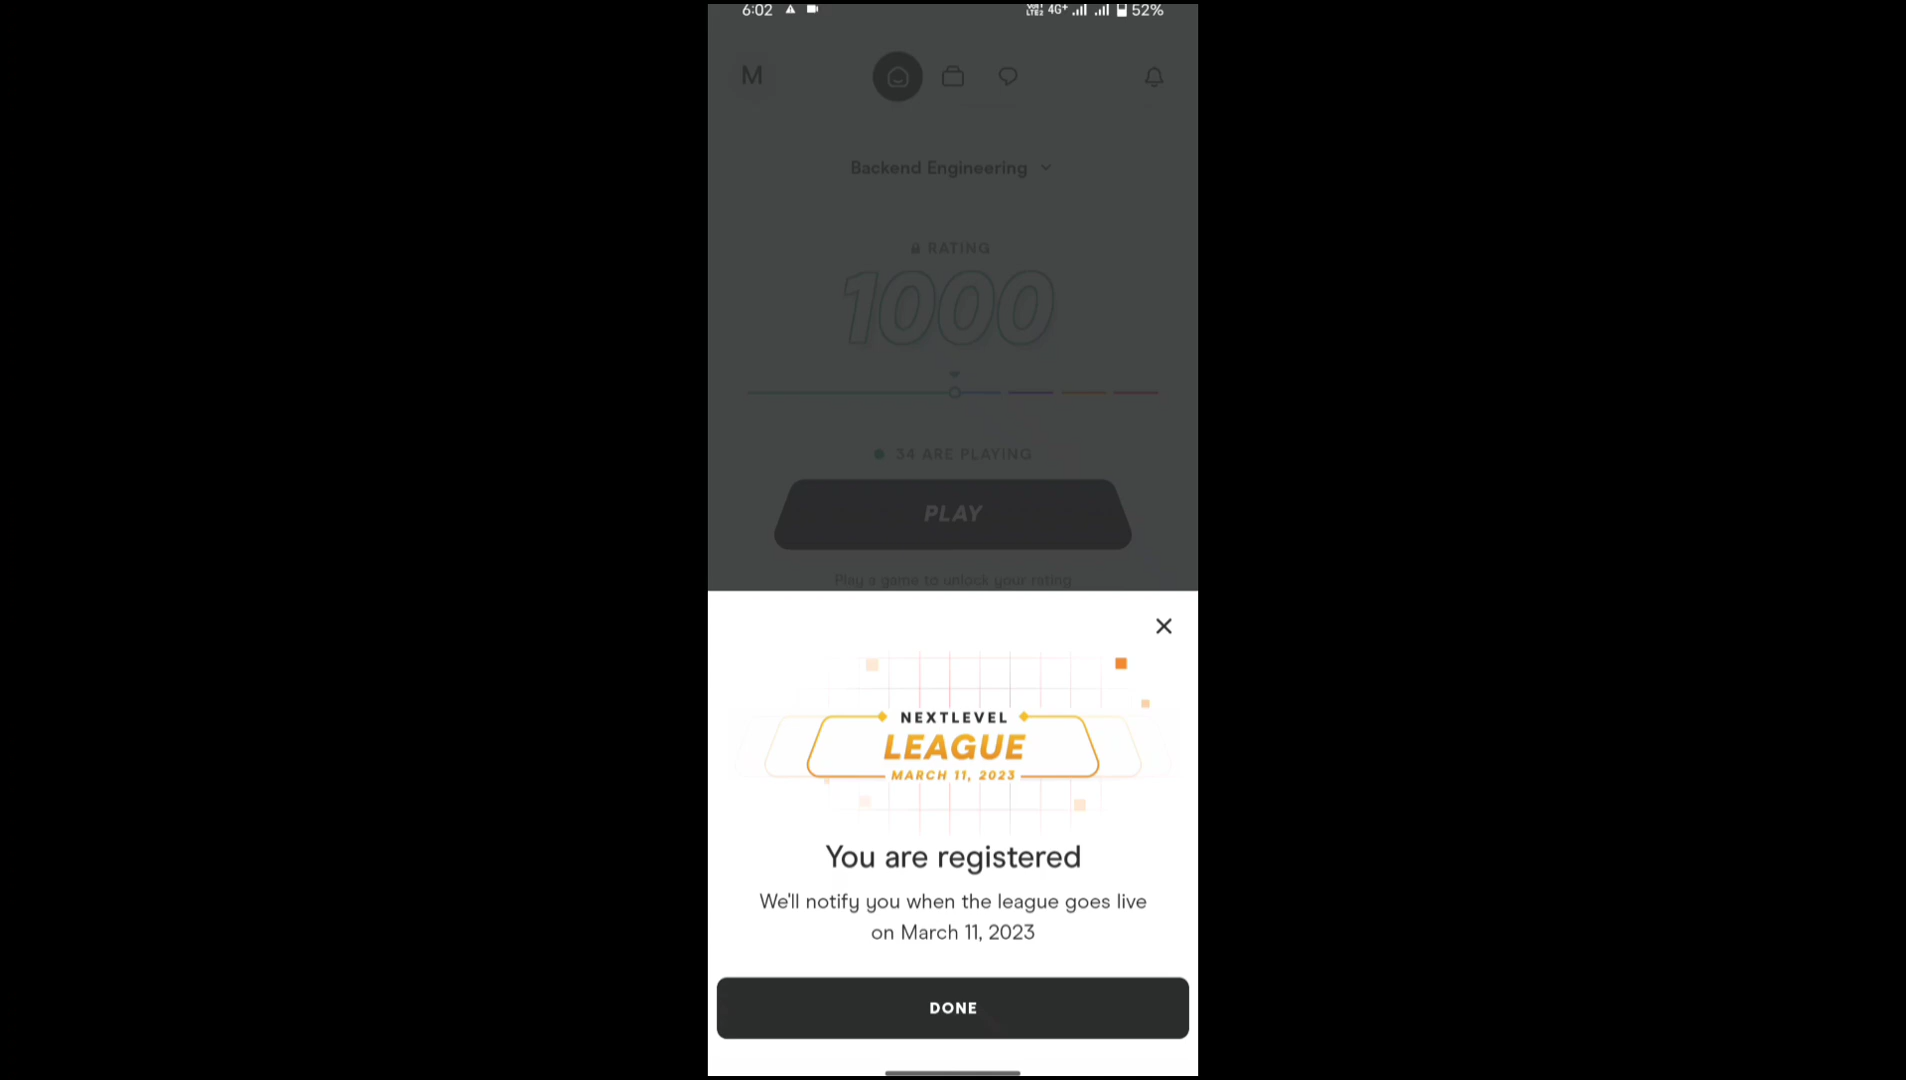 6:02
VoLTE2 4G+ 52%
M
Backend Engineering
RATING
1000
34 ARE PLAYING
PLAY
Play a game to unlock your rating
NEXTLEVEL
LEAGUE
MARCH 11, 2023
You are registered
We'll notify you when the league goes live
on March 11, 2023
DONE